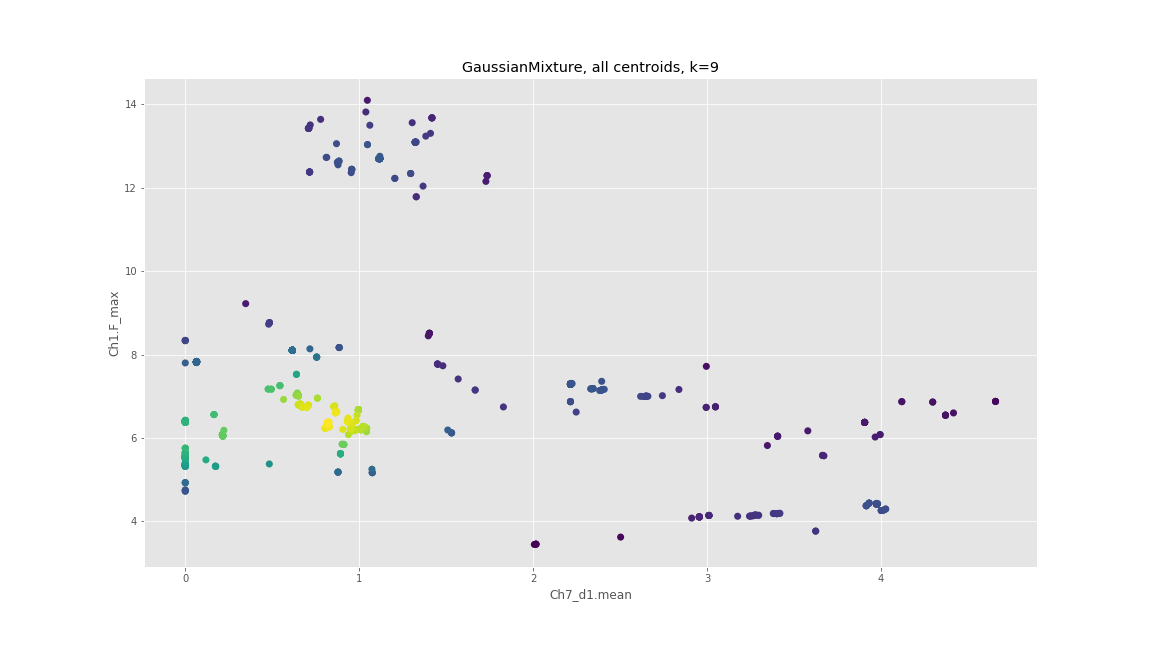 GaussianMixture, all centroids, k=9
14
12
10
8
6
4
Ch1.F_max
0 1 2 3 4
Ch7_d1.mean